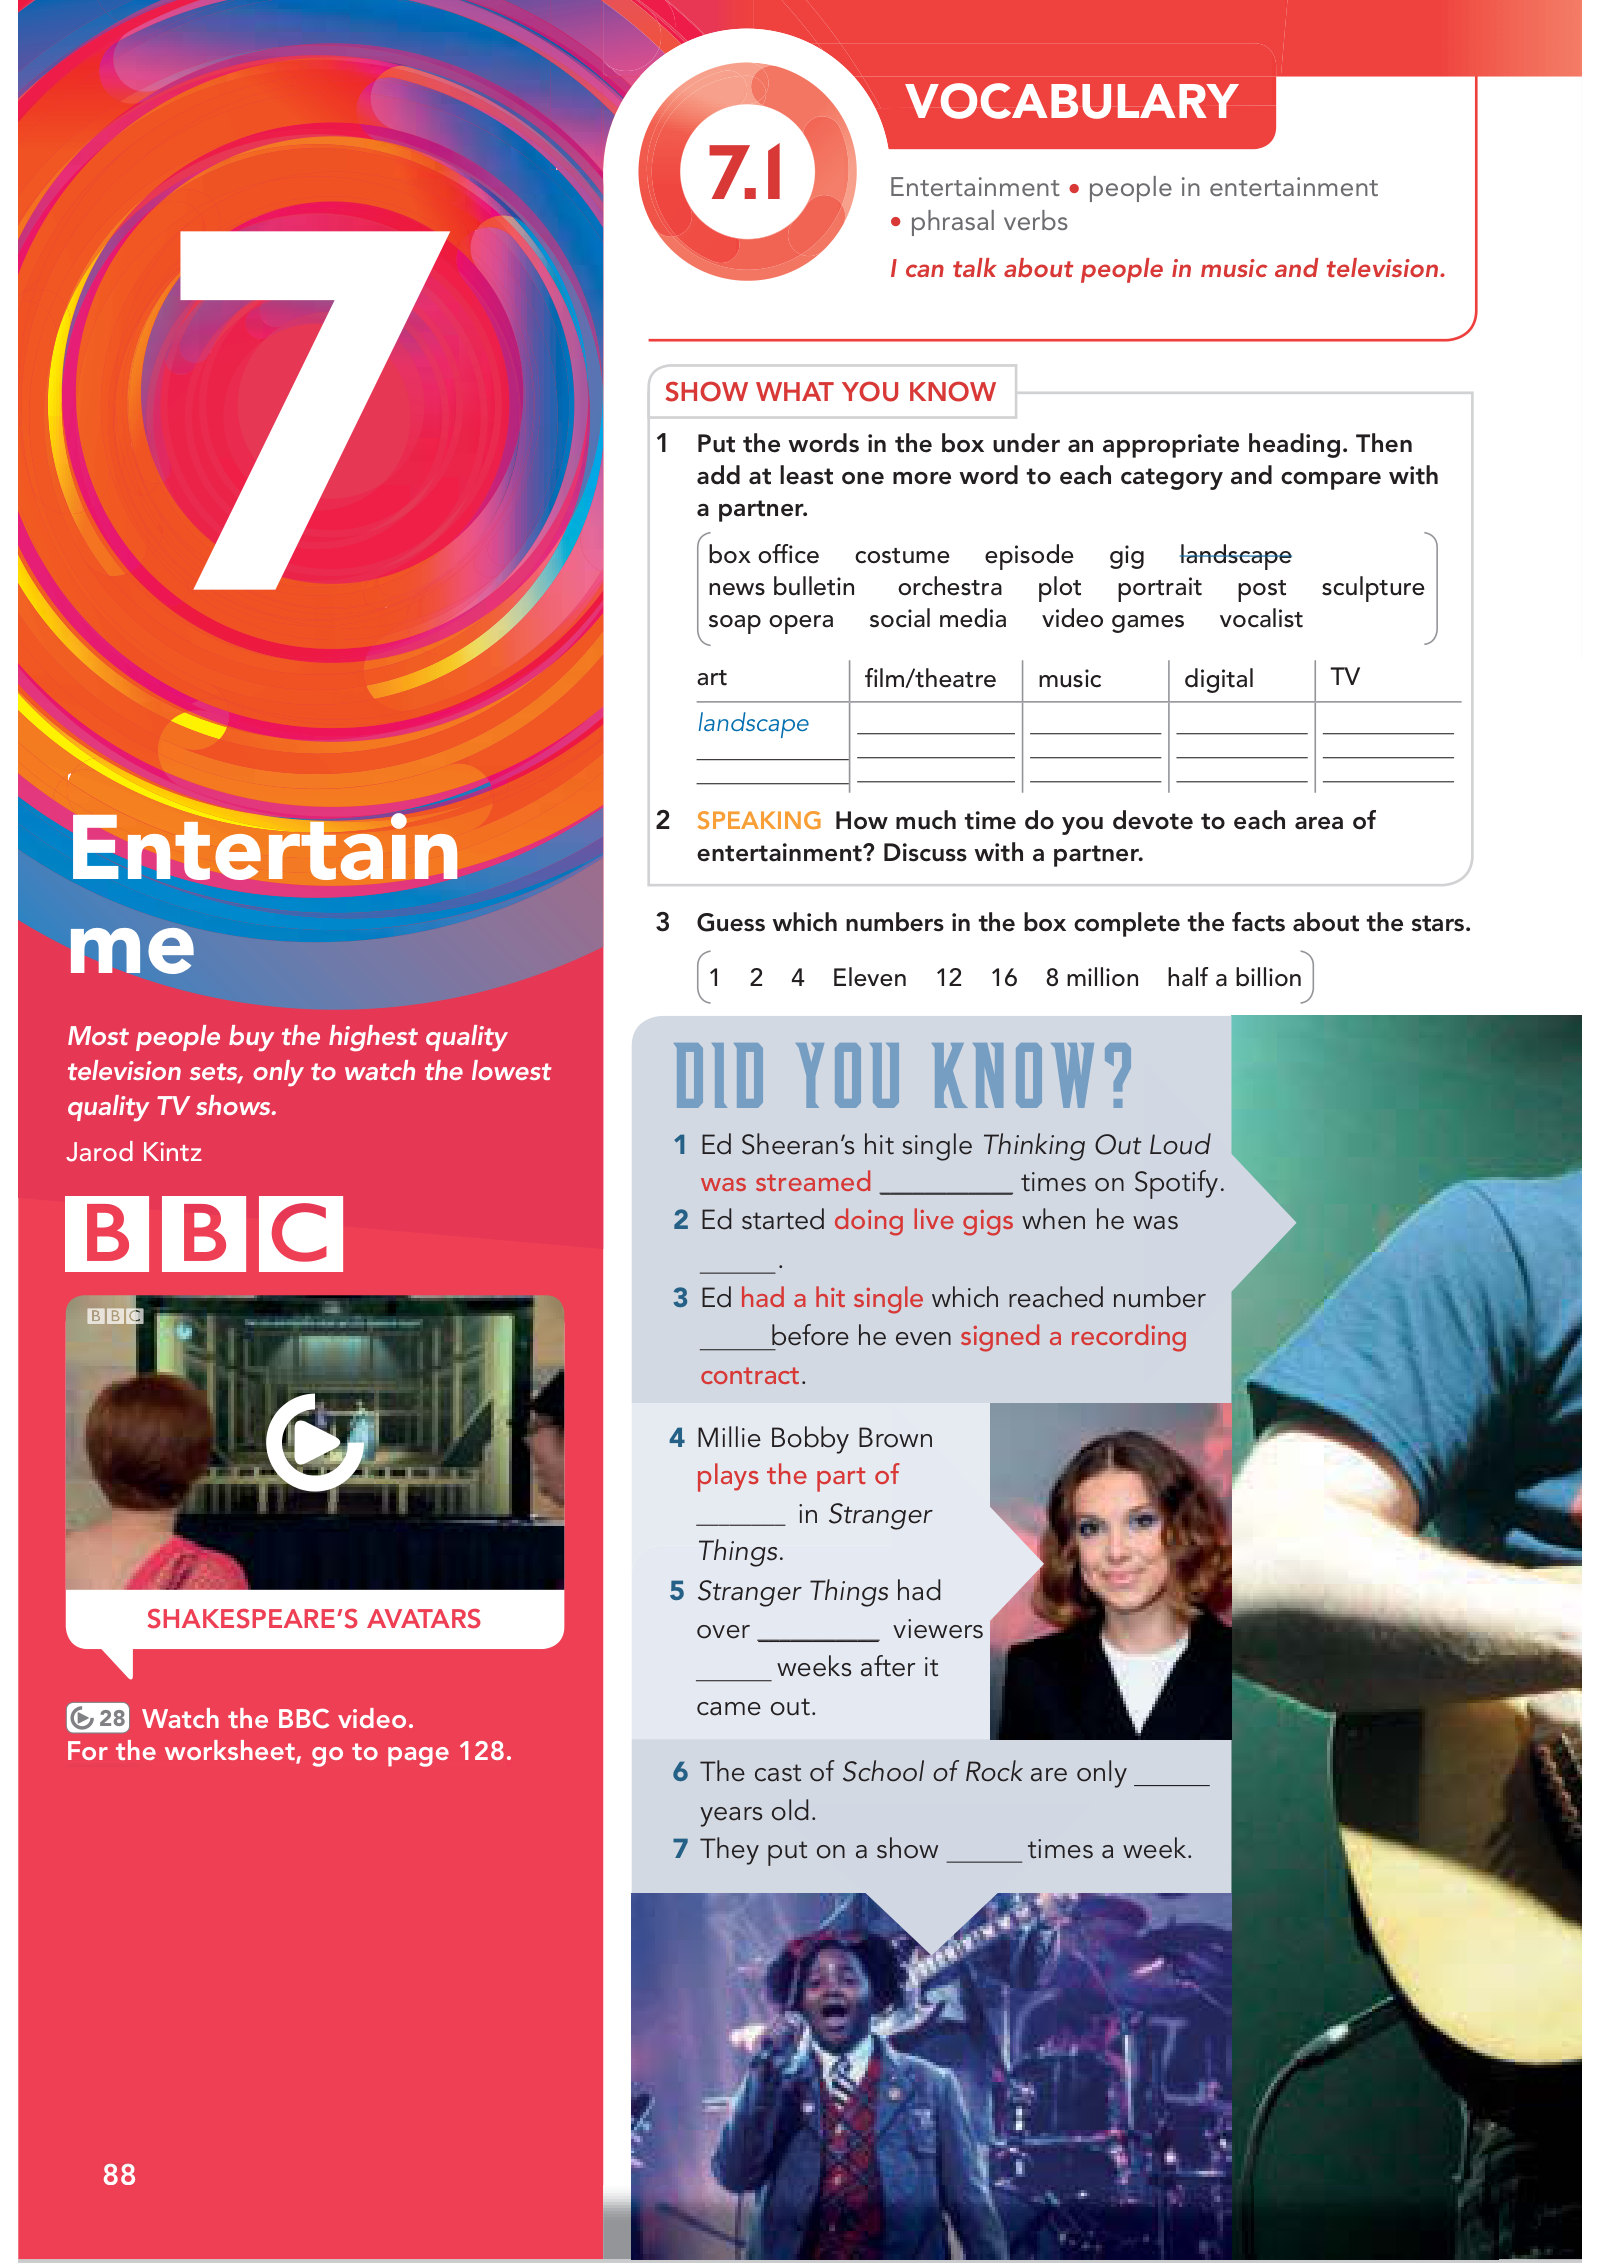 7
Entertain
me
Most people buy the highest quality
television sets, only to watch the lowest
quality TV shows.
Jarod Kintz
BBC
BBC
SHAKESPEARE'S AVATARS
28 Watch the BBC video.
For the worksheet, go to page 128.
88
7.1
VOCABULARY
Entertainment • people in entertainment
• phrasal verbs
I can talk about people in music and television.
SHOW WHAT YOU KNOW
1 Put the words in the box under an appropriate heading. Then
add at least one more word to each category and compare with
a partner.
box office costume episode gig landscape
news bulletin orchestra plot portrait post sculpture
soap opera social media video games vocalist
art film/theatre music digital TV
landscape
2 SPEAKING How much time do you devote to each area of
entertainment? Discuss with a partner.
3 Guess which numbers in the box complete the facts about the stars.
1 2 4 Eleven 12 16 8 million half a billion
DID YOU KNOW?
1 Ed Sheeran's hit single Thinking Out Loud
was streamed __________ times on Spotify.
2 Ed started doing live gigs when he was
______.
3 Ed had a hit single which reached number
______before he even signed a recording
contract.
4 Millie Bobby Brown
plays the part of
_______ in Stranger
Things.
5 Stranger Things had
over _________ viewers
______ weeks after it
came out.
6 The cast of School of Rock are only ______
years old.
7 They put on a show ______ times a week.